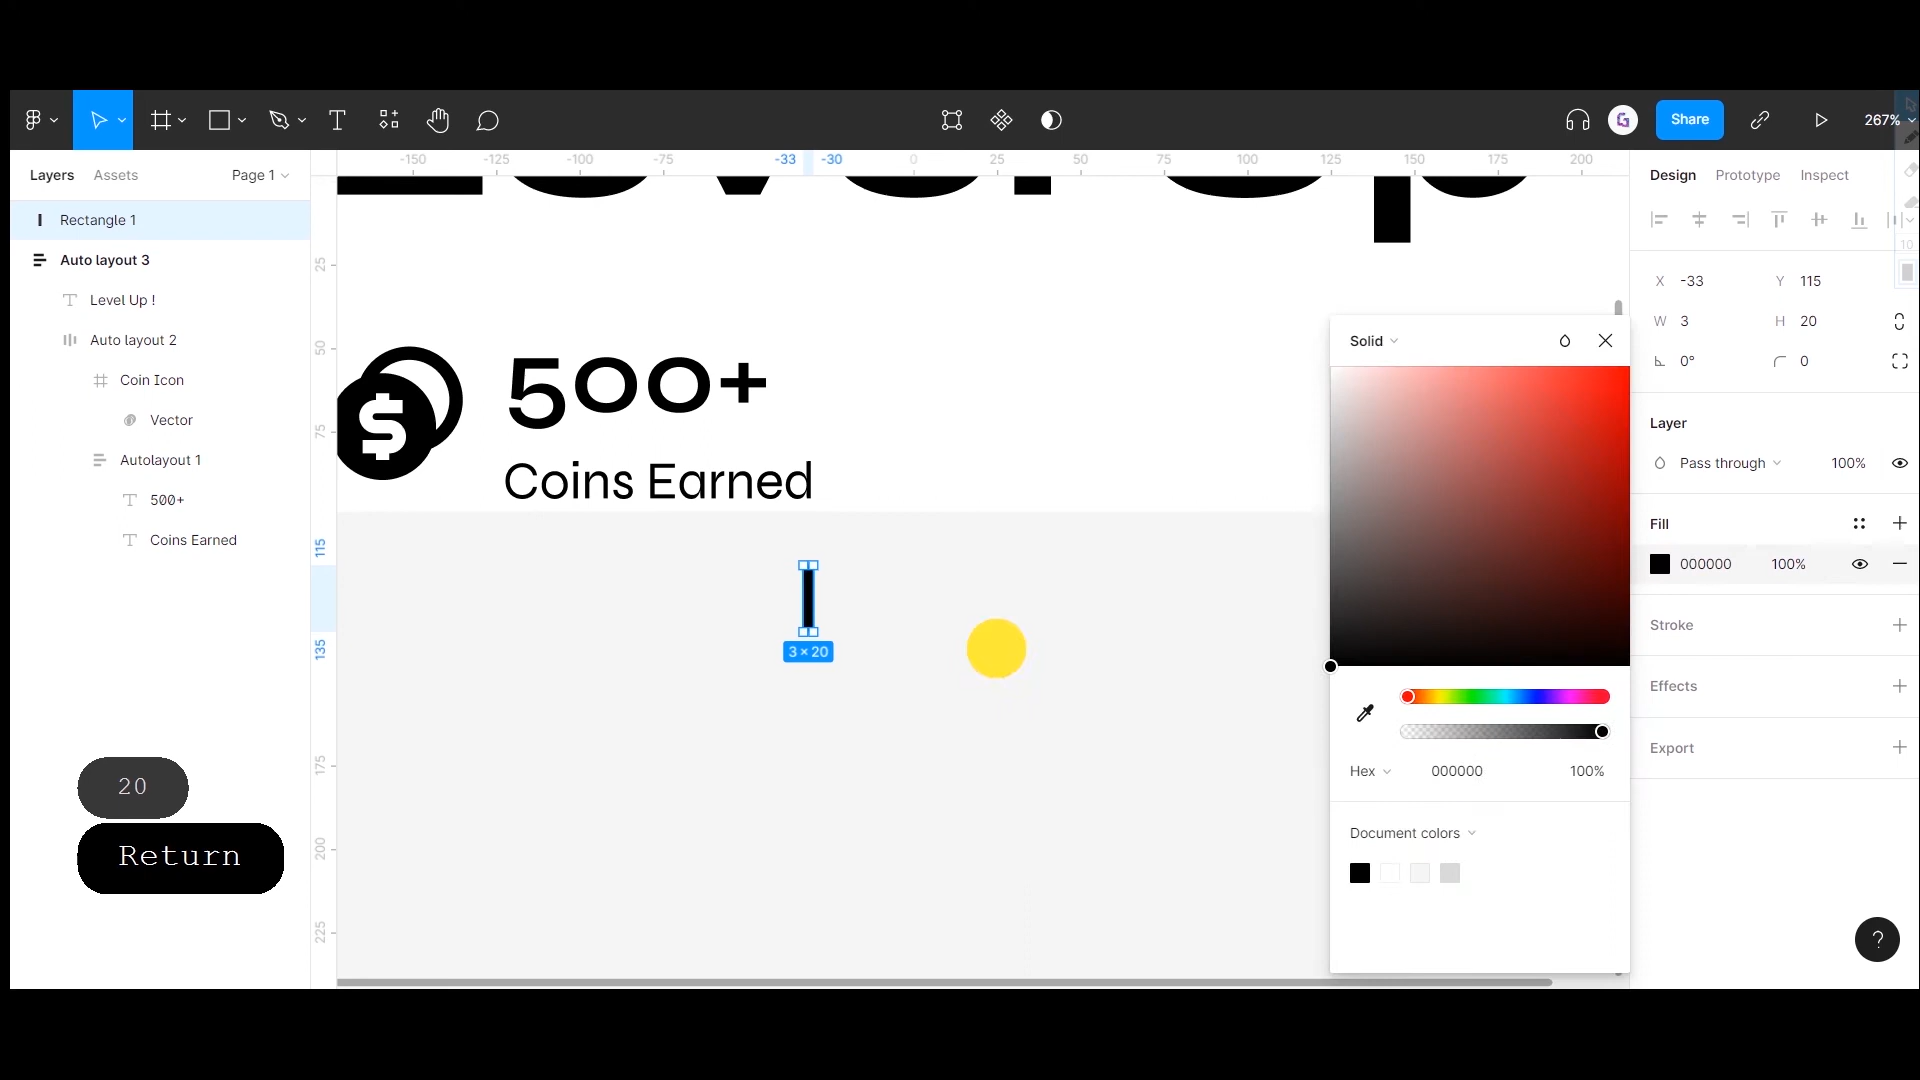 Share
267%
-150 -125 -100 -75 -33 -30 0 25 50 75 100 125 150 175 200
Layers Assets Page 1
Design Prototype Inspect
Rectangle 1
Auto layout 3
Level Up !
Auto layout 2
Coin Icon
Vector
Autolayout 1
500+
Coins Earned
25
50
75
115
135
175
200
225
500+
Coins Earned
3 × 20
Solid
Hex 000000 100%
Document colors
10
X -33 Y 115
W 3 H 20
0° 0
Layer
Pass through 100%
Fill
000000 100%
Stroke
Effects
Export
20
Return
?